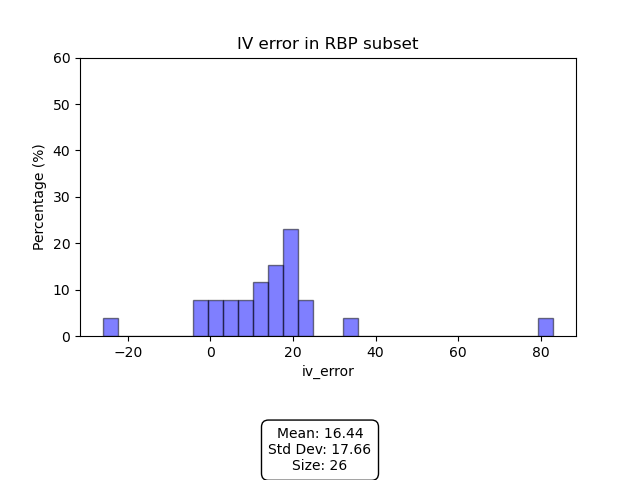 IV error in RBP subset
60
50
40
30
20
10
0
Percentage (%)
−20
0
20
40
60
80
iv_error
Mean: 16.44
Std Dev: 17.66
Size: 26